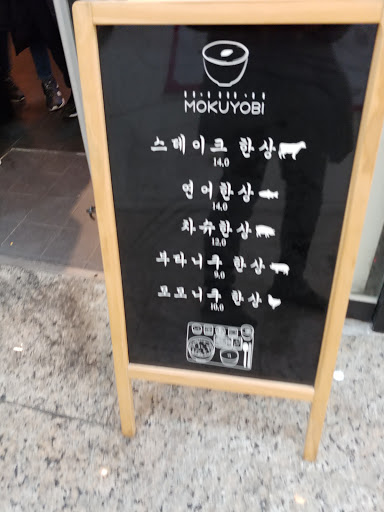 MOKUYOBI
스테이크 한상
14.0
연어한상
14.0
차슈한상
12.0
부타니쿠 한상
9.0
모모니쿠 한상
10.0